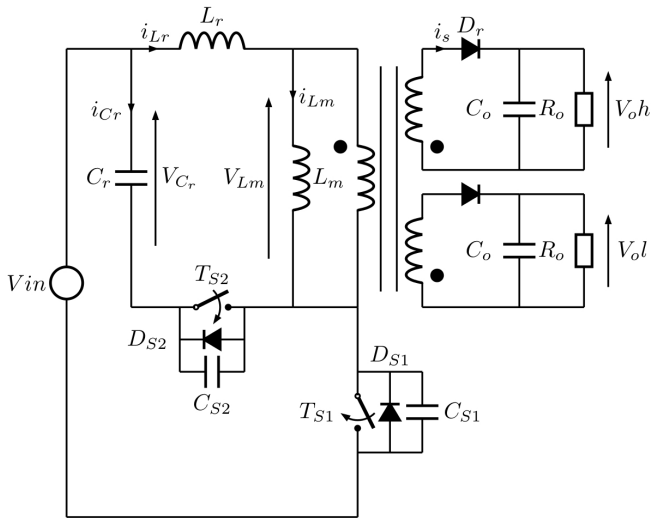 i_{Lr}
L_r
i_s
D_r
i_{Cr}
i_{Lm}
C_o
R_o
V_oh
C_r
V_{C_r}
V_{Lm}
L_m
C_o
R_o
V_ol
T_{S2}
Vin
D_{S2}
D_{S1}
C_{S2}
T_{S1}
C_{S1}